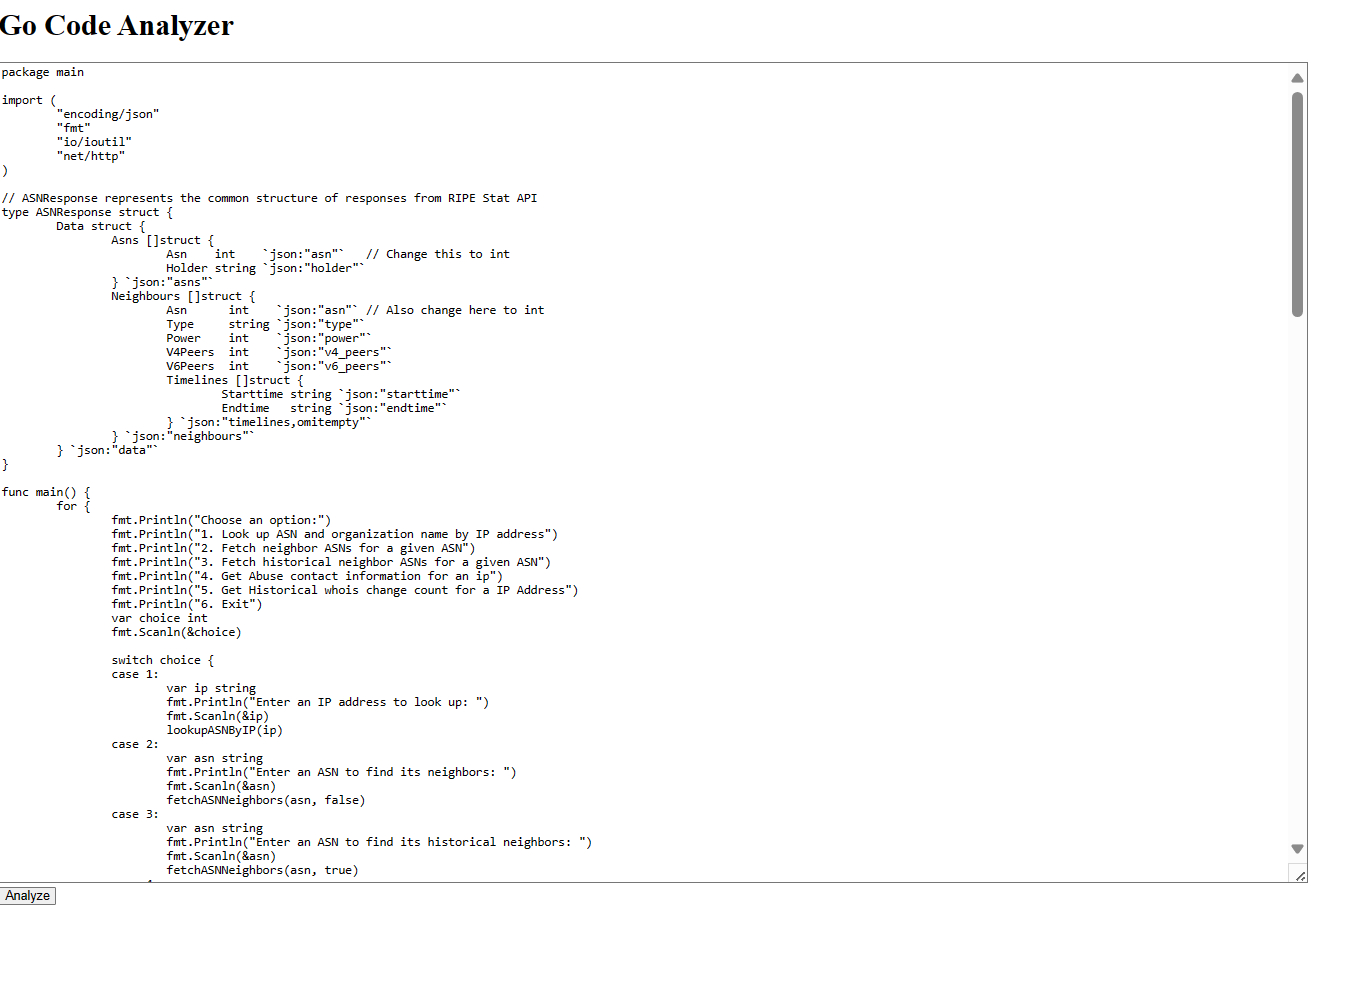 Go Code Analyzer
package main
import (
"encoding/json"
"fmt"
"io/ioutil"
"net/http"
)
// ASNResponse represents the common structure of responses from RIPE Stat API
type ASNResponse struct {
Data struct {
Asns []struct {
Asn    int    `json:"asn"`   // Change this to int
Holder string `json:"holder"`
} `json:"asns"`
Neighbours []struct {
Asn      int    `json:"asn"` // Also change here to int
Type     string `json:"type"`
Power    int    `json:"power"`
V4Peers  int    `json:"v4_peers"`
V6Peers  int    `json:"v6_peers"`
Timelines []struct {
Starttime string `json:"starttime"`
Endtime   string `json:"endtime"`
} `json:"timelines,omitempty"`
} `json:"neighbours"`
} `json:"data"`
}
func main() {
for {
fmt.Println("Choose an option:")
fmt.Println("1. Look up ASN and organization name by IP address")
fmt.Println("2. Fetch neighbor ASNs for a given ASN")
fmt.Println("3. Fetch historical neighbor ASNs for a given ASN")
fmt.Println("4. Get Abuse contact information for an ip")
fmt.Println("5. Get Historical whois change count for a IP Address")
fmt.Println("6. Exit")
var choice int
fmt.Scanln(&choice)
switch choice {
case 1:
var ip string
fmt.Println("Enter an IP address to look up: ")
fmt.Scanln(&ip)
lookupASNByIP(ip)
case 2:
var asn string
fmt.Println("Enter an ASN to find its neighbors: ")
fmt.Scanln(&asn)
fetchASNNeighbors(asn, false)
case 3:
var asn string
fmt.Println("Enter an ASN to find its historical neighbors: ")
fmt.Scanln(&asn)
fetchASNNeighbors(asn, true)
Analyze